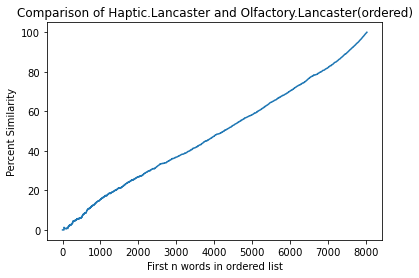 Comparison of Haptic.Lancaster and Olfactory.Lancaster(ordered)
100
80
60
40
20
0
Percent Similarity
0 1000 2000 3000 4000 5000 6000 7000 8000
First n words in ordered list